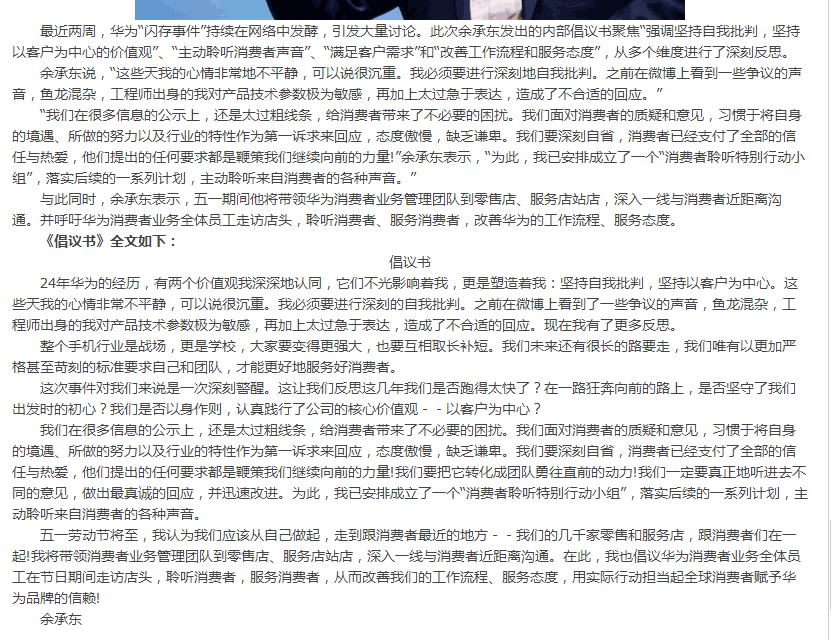 最近两周，华为“闪存事件”持续在网络中发酵，引发大量讨论。此次余承东发出的内部倡议书聚焦“强调坚持自我批判，坚持
以客户为中心的价值观”、“主动聆听消费者声音”、“满足客户需求”和“改善工作流程和服务态度”，从多个维度进行了深刻反思。
余承东说，“这些天我的心情非常地不平静，可以说很沉重。我必须要进行深刻地自我批判。之前在微博上看到一些争议的声
音，鱼龙混杂，工程师出身的我对产品技术参数极为敏感，再加上太过急于表达，造成了不合适的回应。”
“我们在很多信息的公示上，还是太过粗线条，给消费者带来了不必要的困扰。我们面对消费者的质疑和意见，习惯于将自身
的境遇、所做的努力以及行业的特性作为第一诉求来回应，态度傲慢，缺乏谦卑。我们要深刻自省，消费者已经支付了全部的信
任与热爱，他们提出的任何要求都是鞭策我们继续向前的力量!”余承东表示，“为此，我已安排成立了一个“消费者聆听特别行动小
组”，落实后续的一系列计划，主动聆听来自消费者的各种声音。”
与此同时，余承东表示，五一期间他将带领华为消费者业务管理团队到零售店、服务店站店，深入一线与消费者近距离沟
通。并呼吁华为消费者业务全体员工走访店头，聆听消费者、服务消费者，改善华为的工作流程、服务态度。
《倡议书》全文如下：
倡议书
24年华为的经历，有两个价值观我深深地认同，它们不光影响着我，更是塑造着我：坚持自我批判，坚持以客户为中心。这
些天我的心情非常不平静，可以说很沉重。我必须要进行深刻的自我批判。之前在微博上看到了一些争议的声音，鱼龙混杂，工
程师出身的我对产品技术参数极为敏感，再加上太过急于表达，造成了不合适的回应。现在我有了更多反思。
整个手机行业是战场，更是学校，大家要变得更强大，也要互相取长补短。我们未来还有很长的路要走，我们唯有以更加严
格甚至苛刻的标准要求自己和团队，才能更好地服务好消费者。
这次事件对我们来说是一次深刻警醒。这让我们反思这几年我们是否跑得太快了？在一路狂奔向前的路上，是否坚守了我们
出发时的初心？我们是否以身作则，认真践行了公司的核心价值观－－以客户为中心？
我们在很多信息的公示上，还是太过粗线条，给消费者带来了不必要的困扰。我们面对消费者的质疑和意见，习惯于将自身
的境遇、所做的努力以及行业的特性作为第一诉求来回应，态度傲慢，缺乏谦卑。我们要深刻自省，消费者已经支付了全部的信
任与热爱，他们提出的任何要求都是鞭策我们继续向前的力量!我们要把它转化成团队勇往直前的动力!我们一定要真正地听进去不
同的意见，做出最真诚的回应，并迅速改进。为此，我已安排成立了一个“消费者聆听特别行动小组”，落实后续的一系列计划，主
动聆听来自消费者的各种声音。
五一劳动节将至，我认为我们应该从自己做起，走到跟消费者最近的地方－－我们的几千家零售和服务店，跟消费者们在一
起!我将带领消费者业务管理团队到零售店、服务店站店，深入一线与消费者近距离沟通。在此，我也倡议华为消费者业务全体员
工在节日期间走访店头，聆听消费者，服务消费者，从而改善我们的工作流程、服务态度，用实际行动担当起全球消费者赋予华
为品牌的信赖!
余承东